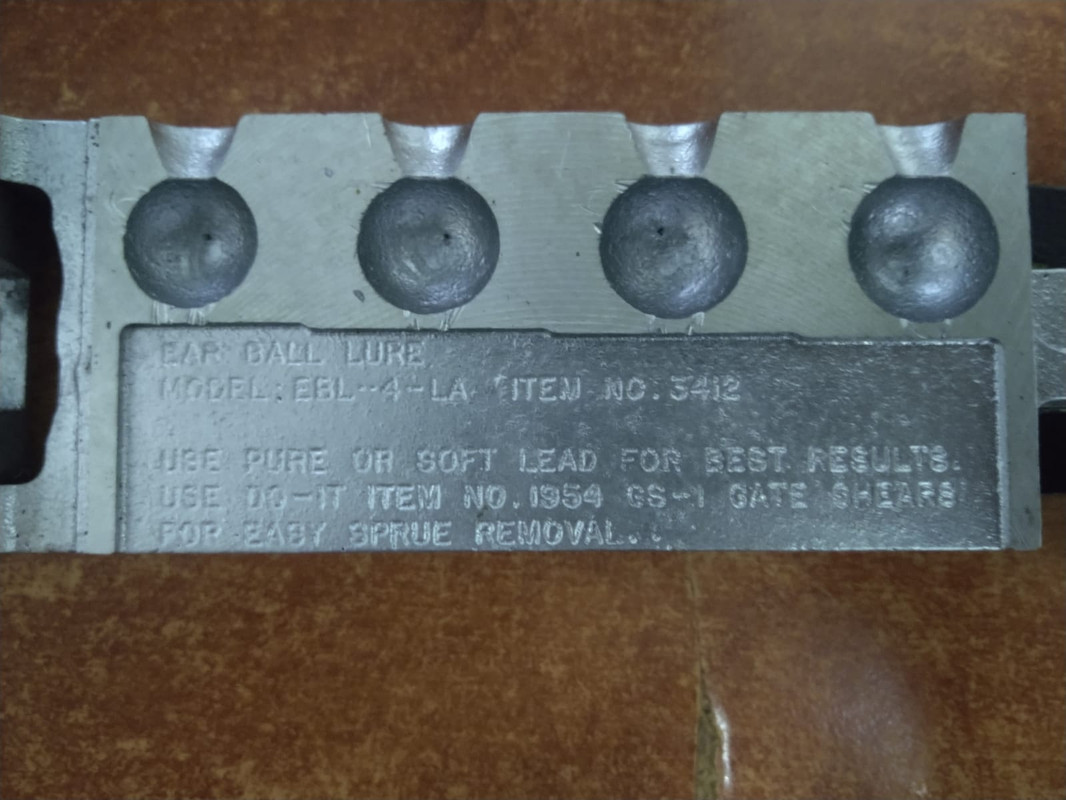 EAR BALL LURE
MODEL: EBL-4-LA ITEM NO. 3412
USE PURE OR SOFT LEAD FOR BEST RESULTS.
USE DO-IT ITEM NO. 1954 GS-1 GATE SHEARS
FOR EASY SPRUE REMOVAL.